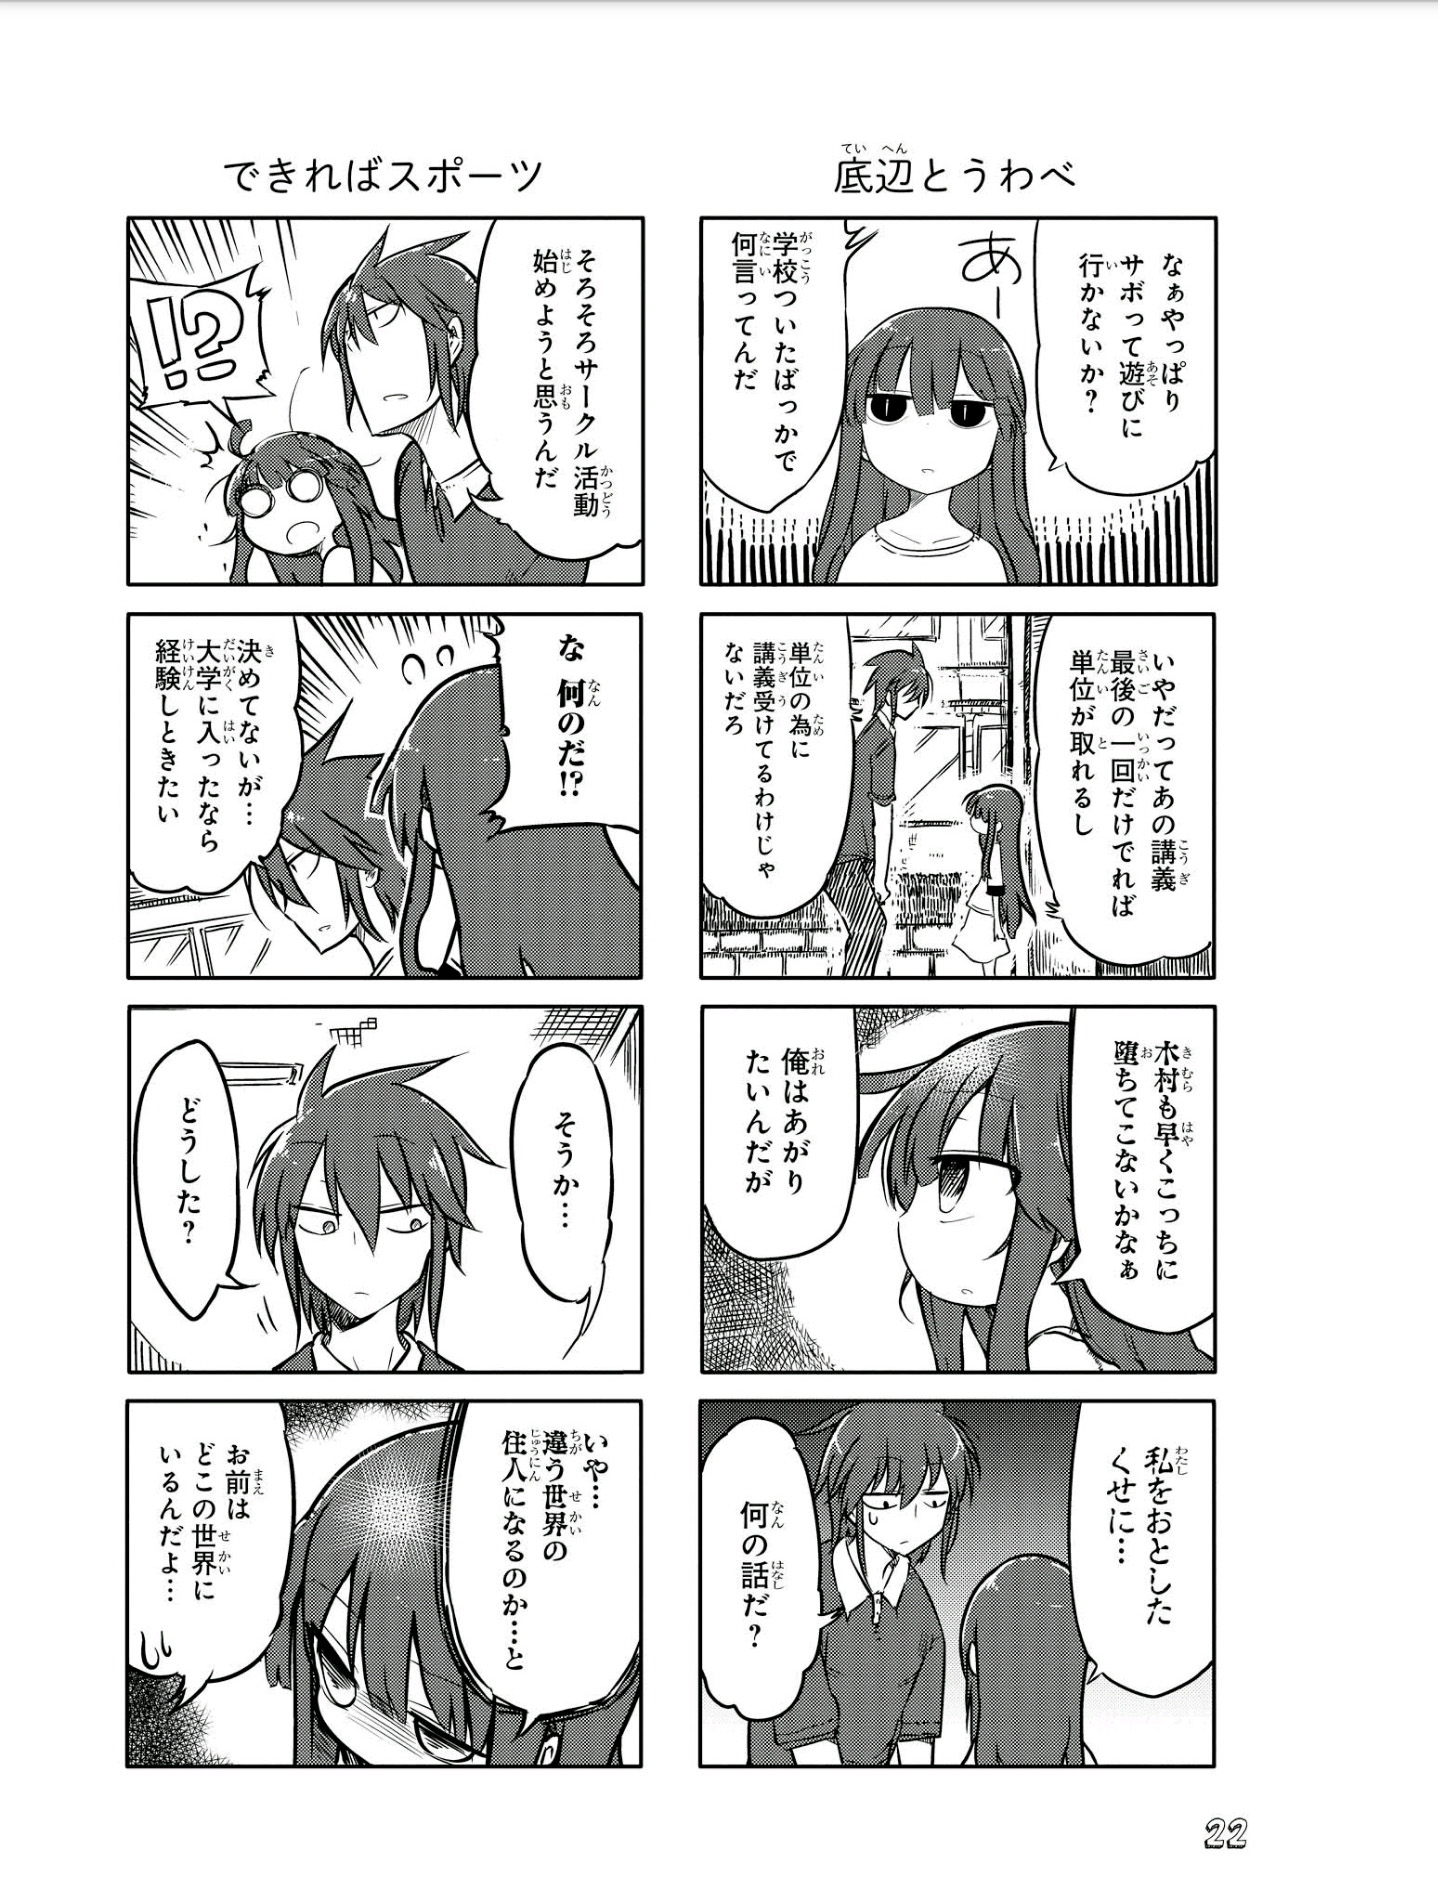 底辺とうわべ
なぁやっぱり
サボって遊びに
行かないか?
あー
学校ついたばっかで
何言ってんだ
いやだってあの講義
最後の一回だけでれば
単位が取れるし
単位の為に
講義受けてるわけじゃ
ないだろ
木村も早くこっちに
堕ちてこないかなぁ
俺はあがり
たいんだが
私をおとした
くせに…
何の話だ?
できればスポーツ
そろそろサークル活動
始めようと思うんだ
!?
な 何のだ!?
決めてないが…
大学に入ったなら
経験しときたい
そうか…
どうした?
いや…
違う世界の
住人になるのか…と
お前は
どこの世界に
いるんだよ…
22